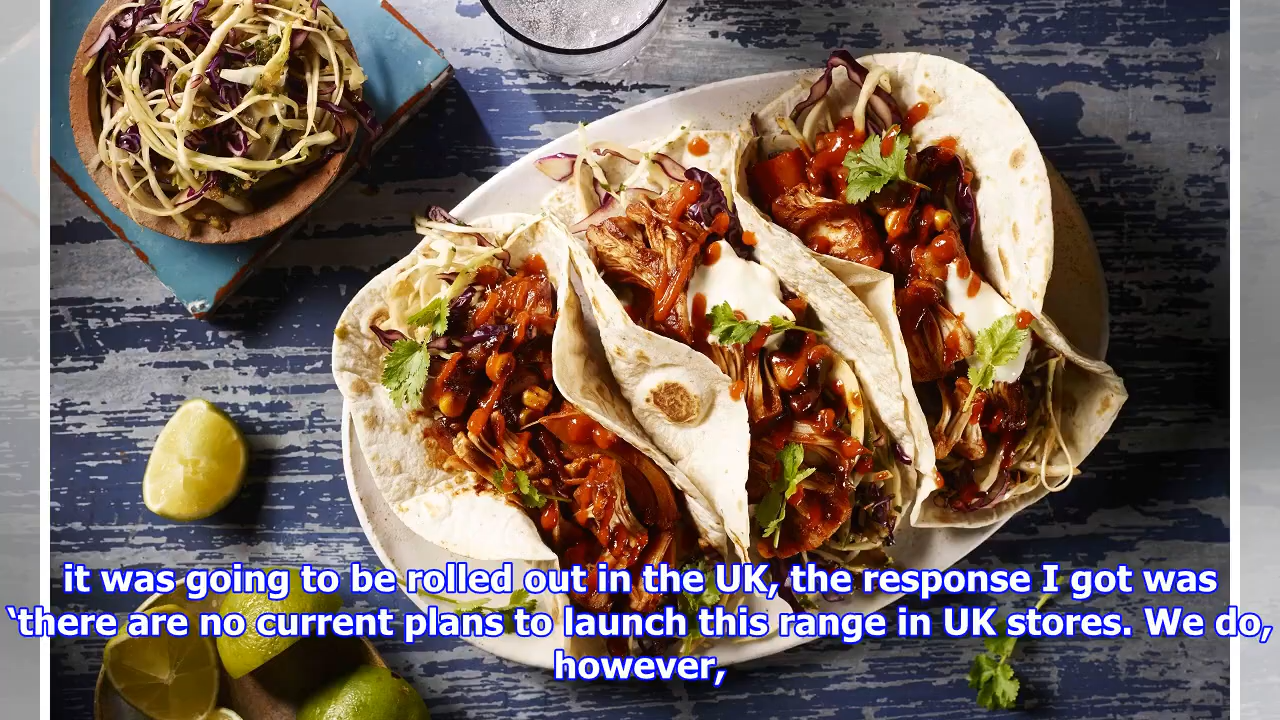 it was going to be rolled out in the UK, the response I got was
‘there are no current plans to launch this range in UK stores. We do,
however,